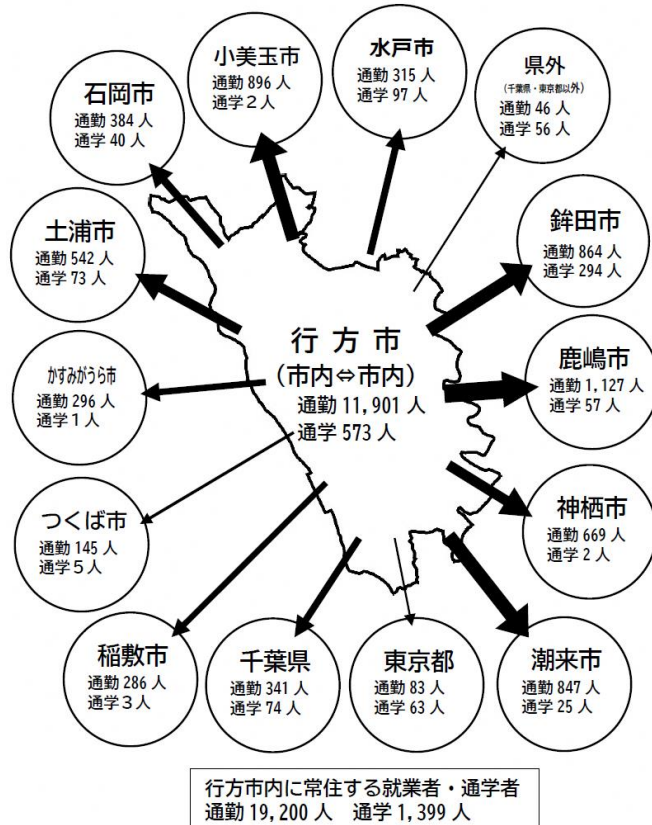 水戸市
通勤 315 人
通学 97 人
小美玉市
通勤 896 人
通学２人
県外
(千葉県・東京都以外)
通勤 46 人
通学 56 人
石岡市
通勤 384 人
通学 40 人
鉾田市
通勤 864 人
通学 294 人
土浦市
通勤 542 人
通学 73 人
行方市
(市内⇔市内)
通勤 11,901 人
通学 573 人
鹿嶋市
通勤 1,127 人
通学 57 人
かすみがうら市
通勤 296 人
通学１人
神栖市
通勤 669 人
通学 2 人
つくば市
通勤 145 人
通学５人
稲敷市
通勤 286 人
通学３人
千葉県
通勤 341 人
通学 74 人
東京都
通勤 83 人
通学 63 人
潮来市
通勤 847 人
通学 25 人
行方市内に常住する就業者・通学者
通勤 19,200 人 通学 1,399 人